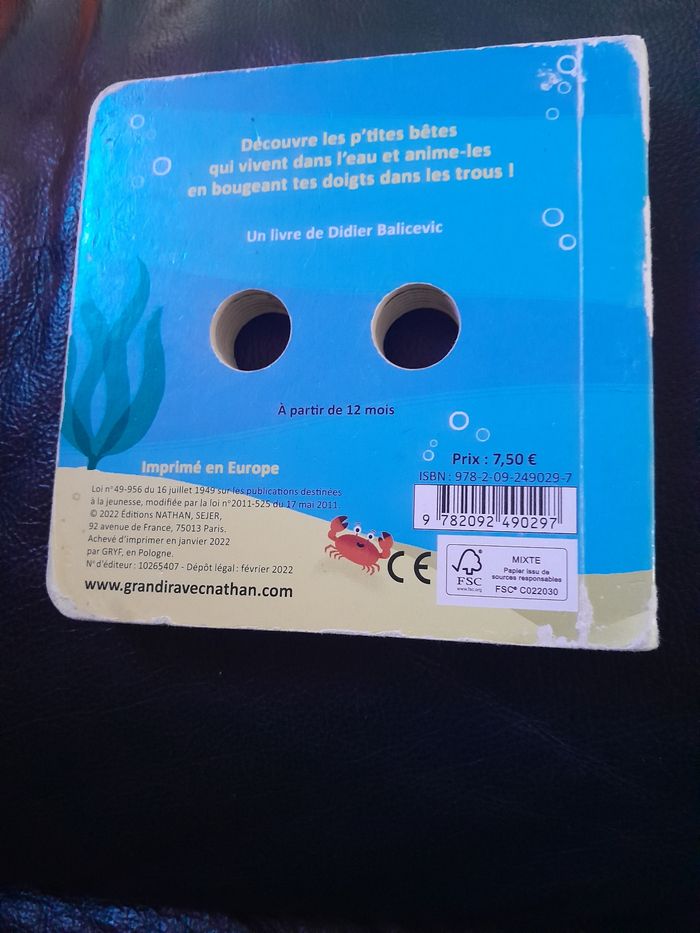 Découvre les p'tites bêtes
qui vivent dans l'eau et anime-les
en bougeant tes doigts dans les trous !
Un livre de Didier Balicevic
À partir de 12 mois
Imprimé en Europe
Loi n°49-956 du 16 juillet 1949 sur les publications destinées
à la jeunesse, modifiée par la loi n°2011-525 du 17 mai 2011.
© 2022 Éditions NATHAN, SEJER,
92 avenue de France, 75013 Paris.
Achevé d'imprimer en janvier 2022
par GRYF, en Pologne.
N° d'éditeur : 10265407 - Dépôt légal : février 2022
www.grandiravecnathan.com
Prix : 7,50 €
ISBN : 978-2-09-249029-7
9 782092 490297
CE
FSC
www.fsc.org
MIXTE
Papier issu de
sources responsables
FSC® C022030